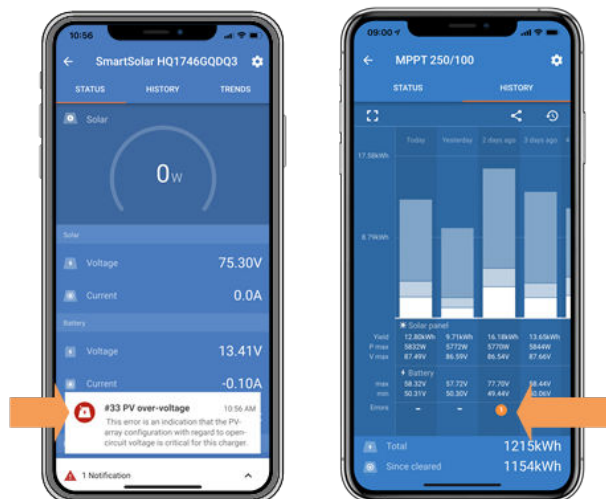 10:56
SmartSolar HQ1746GQDQ3
STATUS HISTORY TRENDS
Solar
0w
Solar
Voltage 75.30V
Current 0.0A
Battery
Voltage 13.41V
Current -0.10A
#33 PV over-voltage 10:56 AM
This error is an indication that the PV-
array configuration with regard to open-
circuit voltage is critical for this charger.
1 Notification
09:00
MPPT 250/100
STATUS HISTORY
Today Yesterday 2 days ago 3 days ago
17.58kWh
8.79kWh
Solar panel
Yield 12.80kWh 9.71kWh 16.18kWh 13.65kWh
P max 5832W 5772W 5770W 5844W
V max 87.49V 86.59V 86.54V 87.66V
Battery
max 58.32V 57.72V 77.70V 58.44V
min 50.31V 50.30V 49.44V
Errors - - 1
Total 1215kWh
Since cleared 1154kWh